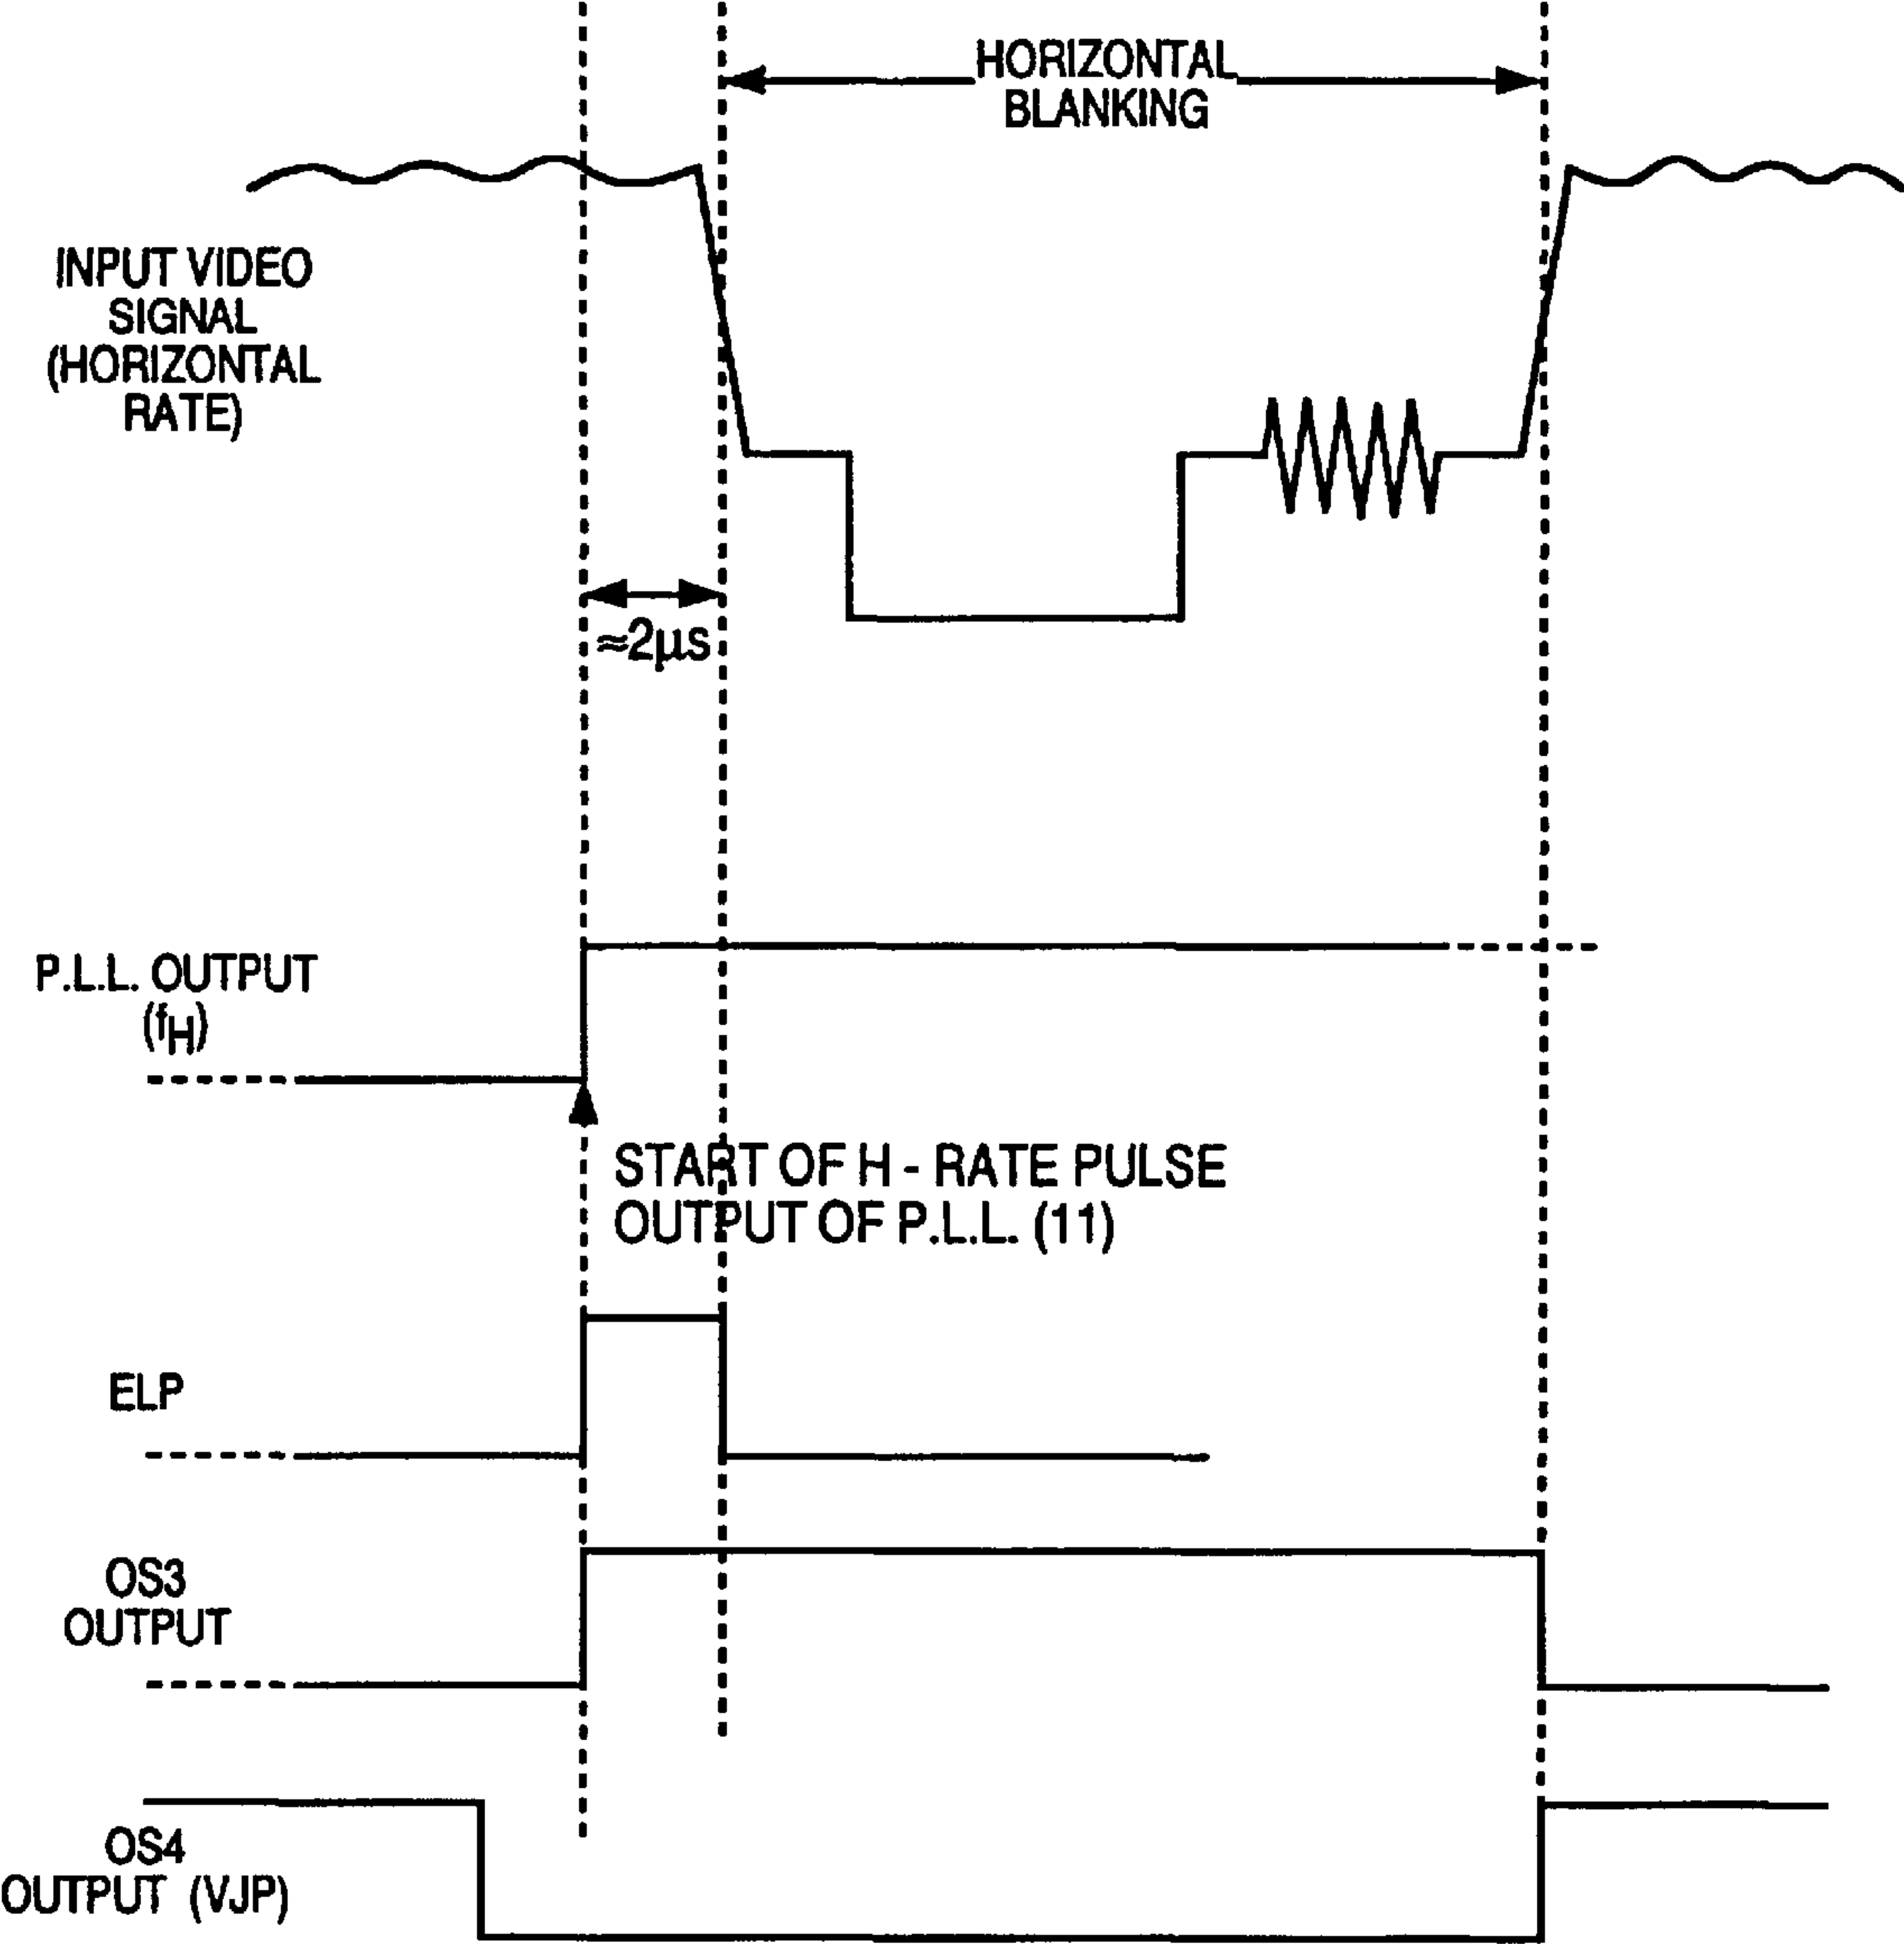 HORIZONTAL
BLANKING
INPUT VIDEO
SIGNAL
(HORIZONTAL
RATE)
≈2μs
P.L.L. OUTPUT
(fH)
START OF H - RATE PULSE
OUTPUT OF P.L.L. (11)
ELP
OS3
OUTPUT
OS4
OUTPUT (VJP)